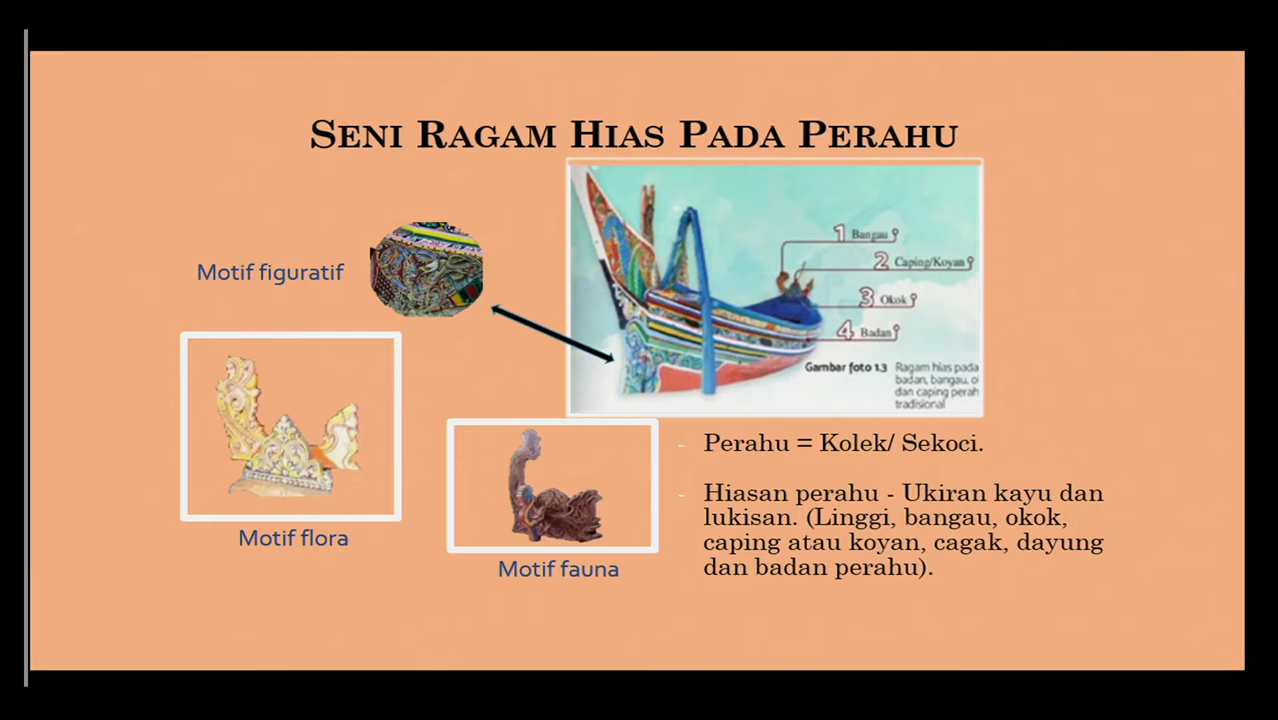 SENI RAGAM HIAS PADA PERAHU
Motif figuratif
1 Bangau
2 Caping/Koyan
3 Okok
4 Badan
Gambar foto 1.3 Ragam hias pada
badan, bangau, o
dan caping perah
tradisional
Motif flora
Motif fauna
- Perahu = Kolek/ Sekoci.
- Hiasan perahu - Ukiran kayu dan
lukisan. (Linggi, bangau, okok,
caping atau koyan, cagak, dayung
dan badan perahu).